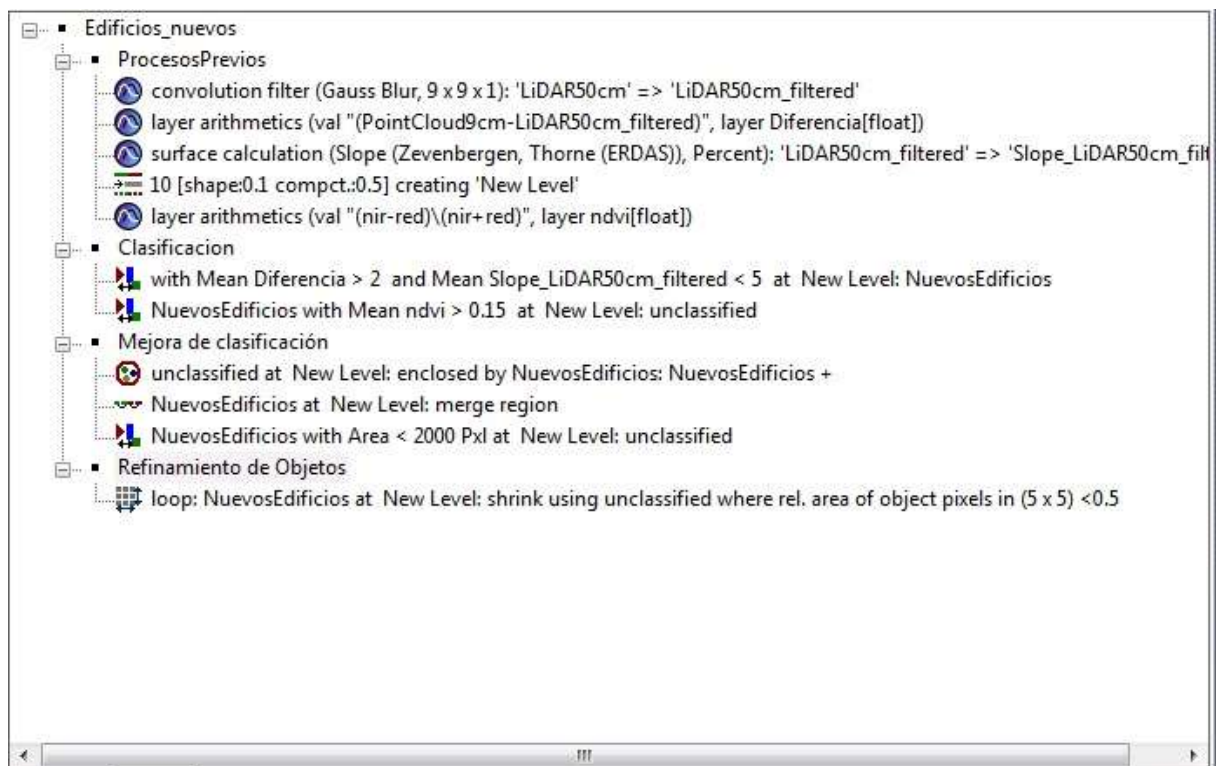 Edificios_nuevos
ProcesosPrevios
convolution filter (Gauss Blur, 9 x 9 x 1): 'LiDAR50cm' => 'LiDAR50cm_filtered'
layer arithmetics (val "(PointCloud9cm-LiDAR50cm_filtered)", layer Diferencia[float])
surface calculation (Slope (Zevenbergen, Thorne (ERDAS)), Percent): 'LiDAR50cm_filtered' => 'Slope_LiDAR50cm_filt
10 [shape:0.1 compct.:0.5] creating 'New Level'
layer arithmetics (val "(nir-red)\(nir+red)", layer ndvi[float])
Clasificacion
with Mean Diferencia > 2  and Mean Slope_LiDAR50cm_filtered < 5  at  New Level: NuevosEdificios
NuevosEdificios with Mean ndvi > 0.15  at  New Level: unclassified
Mejora de clasificación
unclassified at  New Level: enclosed by NuevosEdificios: NuevosEdificios +
NuevosEdificios at  New Level: merge region
NuevosEdificios with Area < 2000 Pxl at  New Level: unclassified
Refinamiento de Objetos
loop: NuevosEdificios at  New Level: shrink using unclassified where rel. area of object pixels in (5 x 5) <0.5